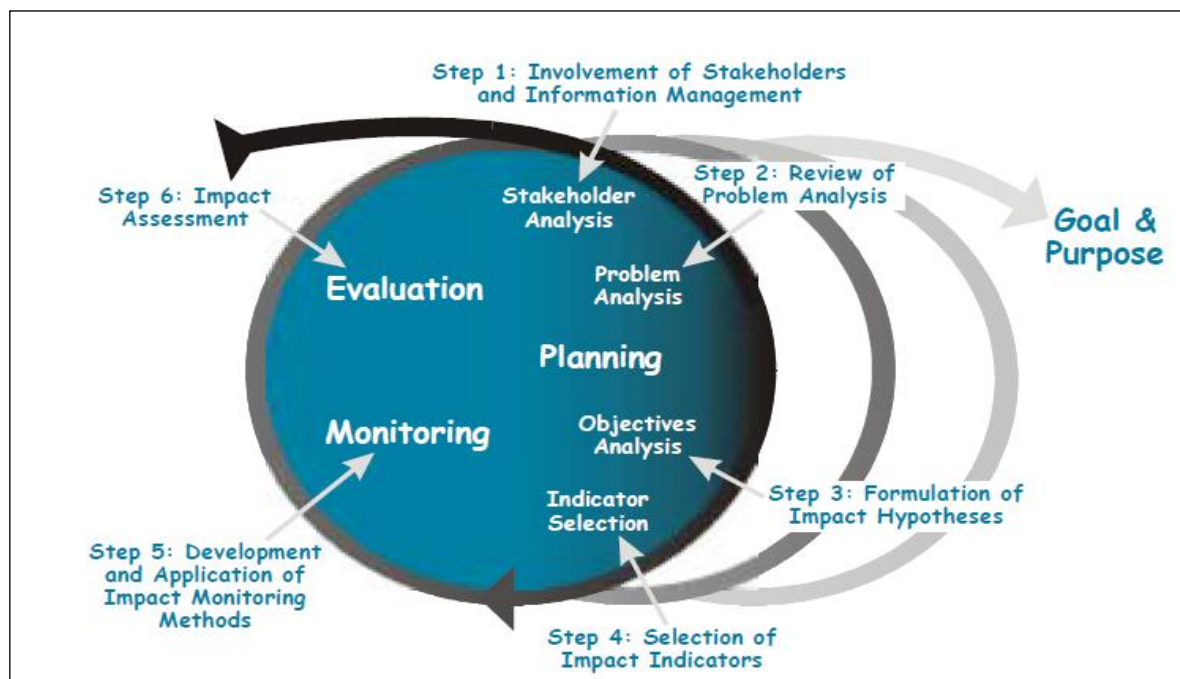 Step 1: Involvement of Stakeholders
and Information Management
Stakeholder
Analysis
Step 2: Review of
Problem Analysis
Goal &
Purpose
Step 6: Impact
Assessment
Evaluation
Problem
Analysis
Planning
Monitoring
Objectives
Analysis
Indicator
Selection
Step 3: Formulation of
Impact Hypotheses
Step 5: Development
and Application of
Impact Monitoring
Methods
Step 4: Selection of
Impact Indicators